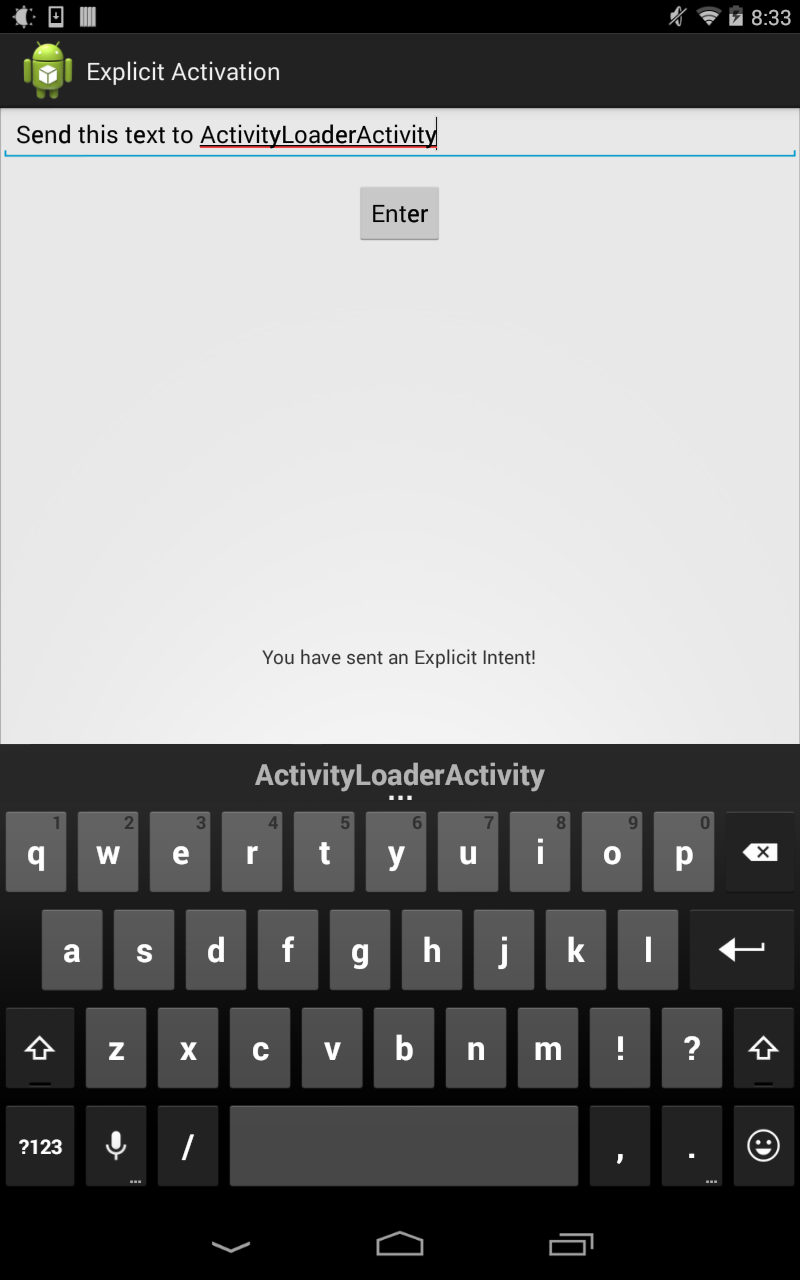 8:33
Explicit Activation
Send this text to ActivityLoaderActivity
Enter
You have sent an Explicit Intent!
ActivityLoaderActivity
...
1 2 3 4 5 6 7 8 9 0
q w e r t y u i o p
a s d f g h j k l
z x c v b n m ! ?
?123 / , .
... ...